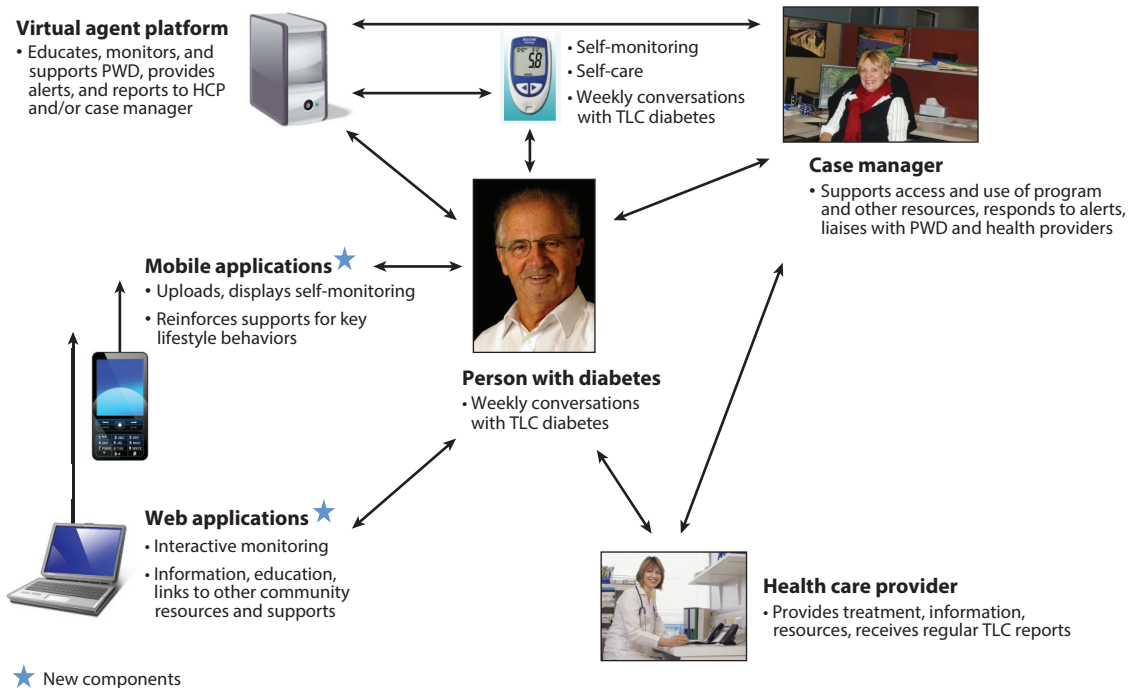 Virtual agent platform
• Educates, monitors, and
supports PWD, provides
alerts, and reports to HCP
and/or case manager
5.8
• Self-monitoring
• Self-care
• Weekly conversations
with TLC diabetes
Case manager
• Supports access and use of program
and other resources, responds to alerts,
liaises with PWD and health providers
Mobile applications
• Uploads, displays self-monitoring
• Reinforces supports for key
lifestyle behaviors
Person with diabetes
• Weekly conversations
with TLC diabetes
Web applications
• Interactive monitoring
• Information, education,
links to other community
resources and supports
Health care provider
• Provides treatment, information,
resources, receives regular TLC reports
New components